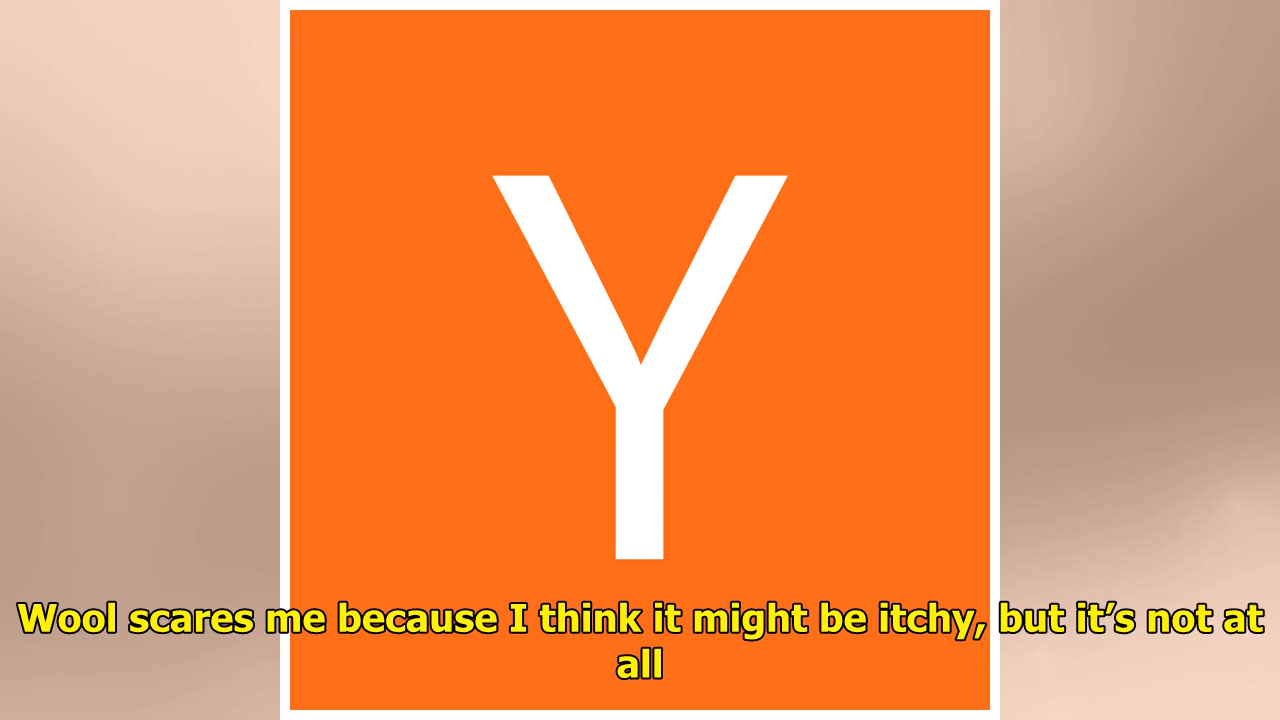 Y
Wool scares me because I think it might be itchy, but it’s not at
all